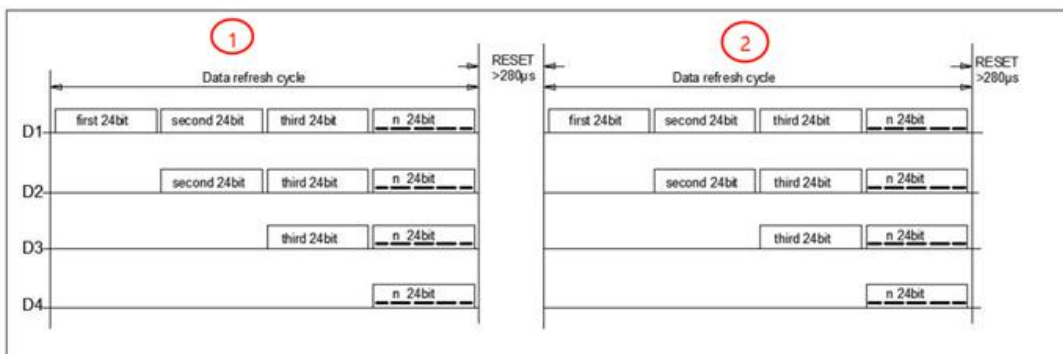 1
2
RESET >280μs
RESET >280μs
Data refresh cycle
Data refresh cycle
D1 first 24bit second 24bit third 24bit n 24bit first 24bit second 24bit third 24bit n 24bit
D2 second 24bit third 24bit n 24bit second 24bit third 24bit n 24bit
D3 third 24bit n 24bit third 24bit n 24bit
D4 n 24bit n 24bit